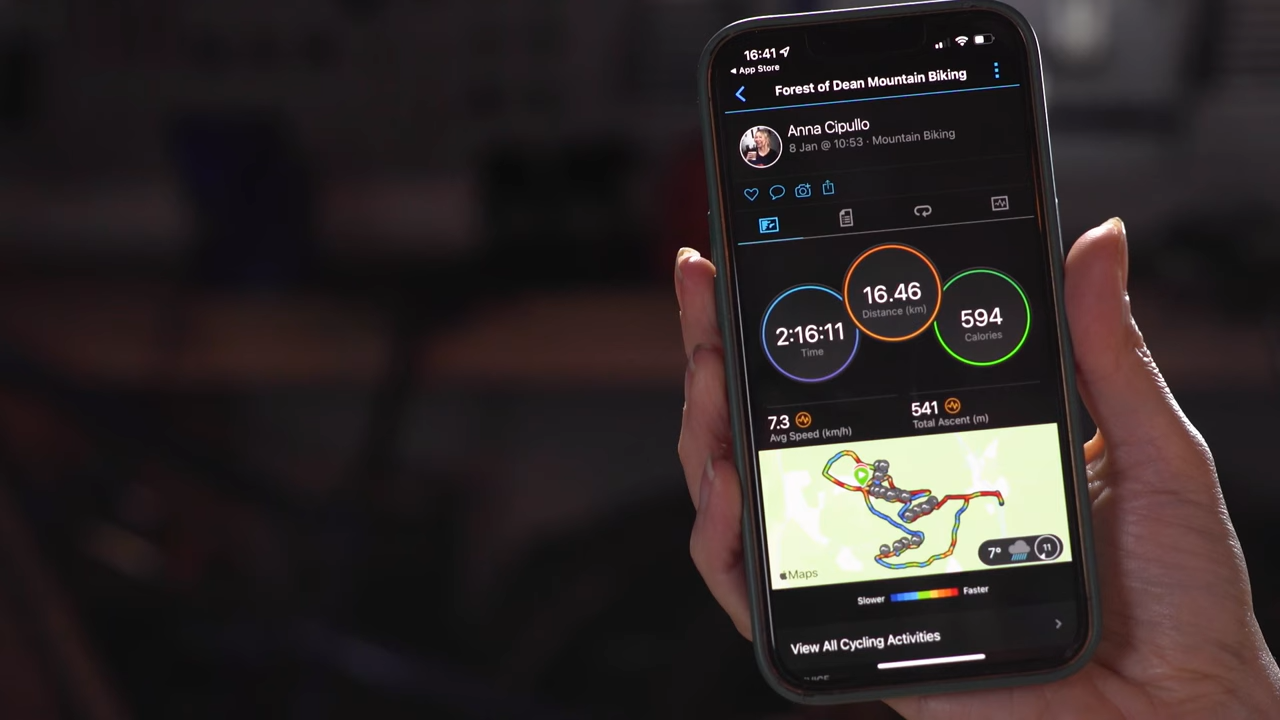 16:41
App Store
Forest of Dean Mountain Biking
Anna Cipullo
8 Jan @ 10:53 · Mountain Biking
2:16:11
Time
16.46
Distance (km)
594
Calories
7.3
Avg Speed (km/h)
541
Total Ascent (m)
7°
11
Maps
Slower
Faster
View All Cycling Activities